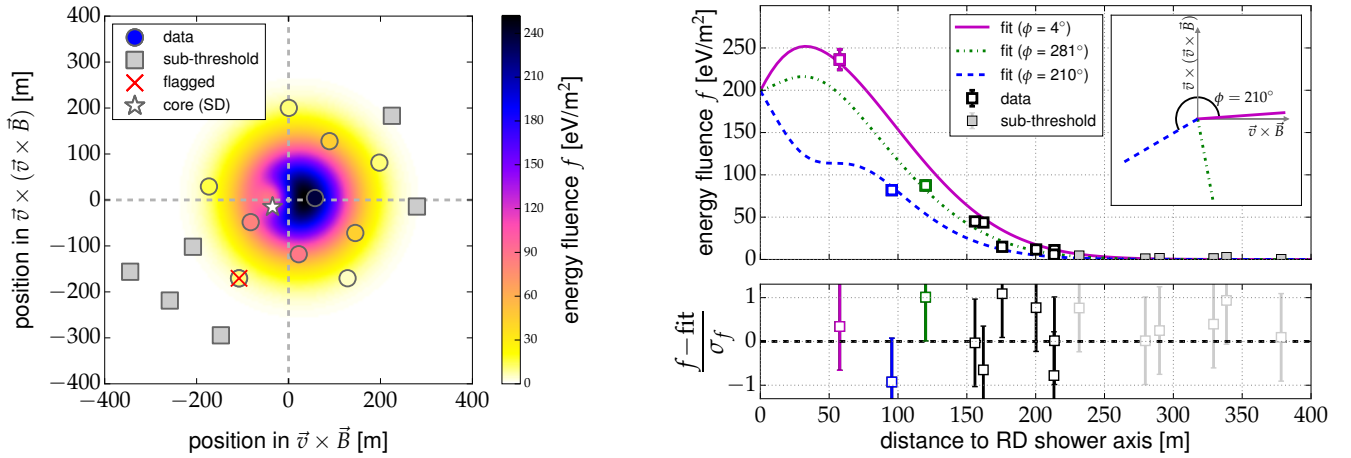 400
300
200
100
0
−100
−200
−300
−400
−400
−200
0
200
400
position in v⃗ × (v⃗ × B⃗) [m]
position in v⃗ × B⃗ [m]
data
sub-threshold
flagged
core (SD)
240
210
180
150
120
90
60
30
0
energy fluence f [eV/m²]
300
250
200
150
100
50
0
energy fluence f [eV/m²]
fit (ϕ = 4°)
fit (ϕ = 281°)
fit (ϕ = 210°)
data
sub-threshold
v⃗ × (v⃗ × B⃗)
ϕ = 210°
v⃗ × B⃗
1
0
−1
f−fit
σf
0
50
100
150
200
250
300
350
400
distance to RD shower axis [m]